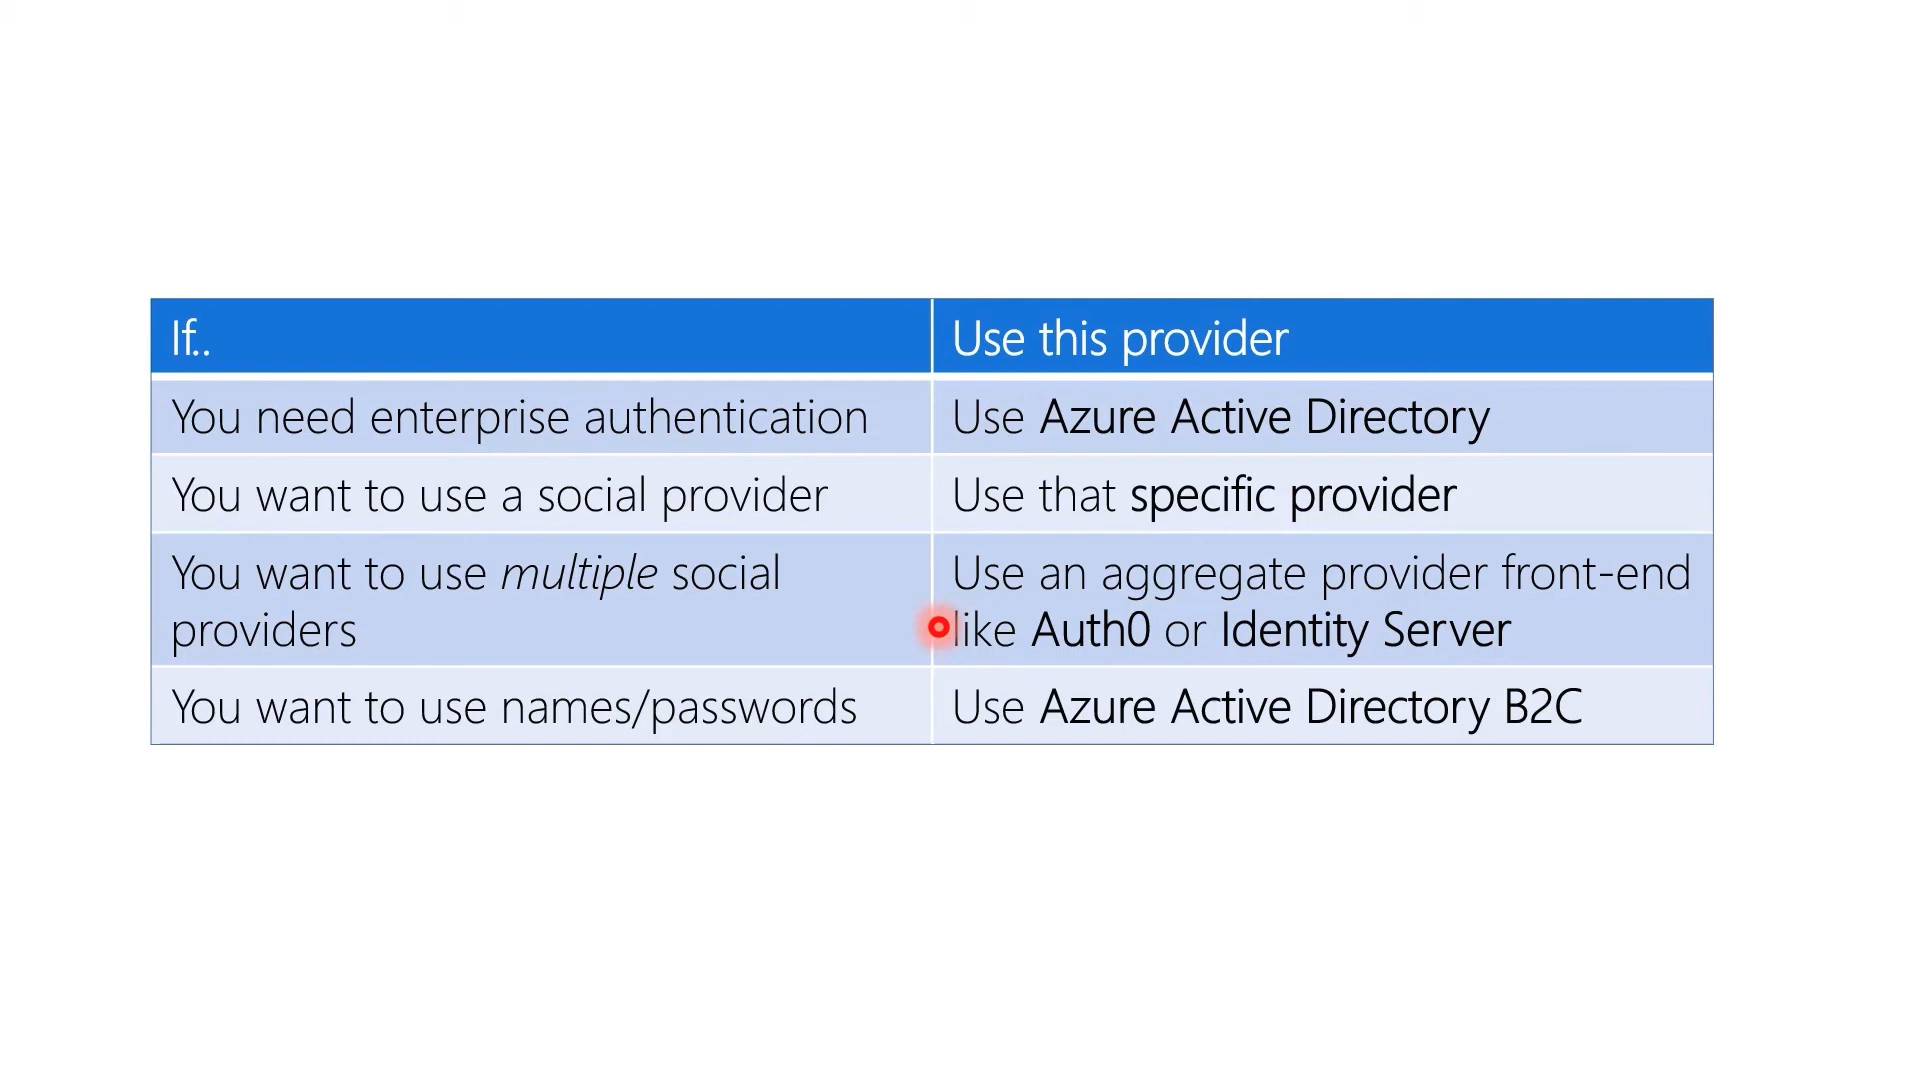 If..
Use this provider
You need enterprise authentication
Use Azure Active Directory
You want to use a social provider
Use that specific provider
You want to use multiple social
providers
Use an aggregate provider front-end
like Auth0 or Identity Server
You want to use names/passwords
Use Azure Active Directory B2C